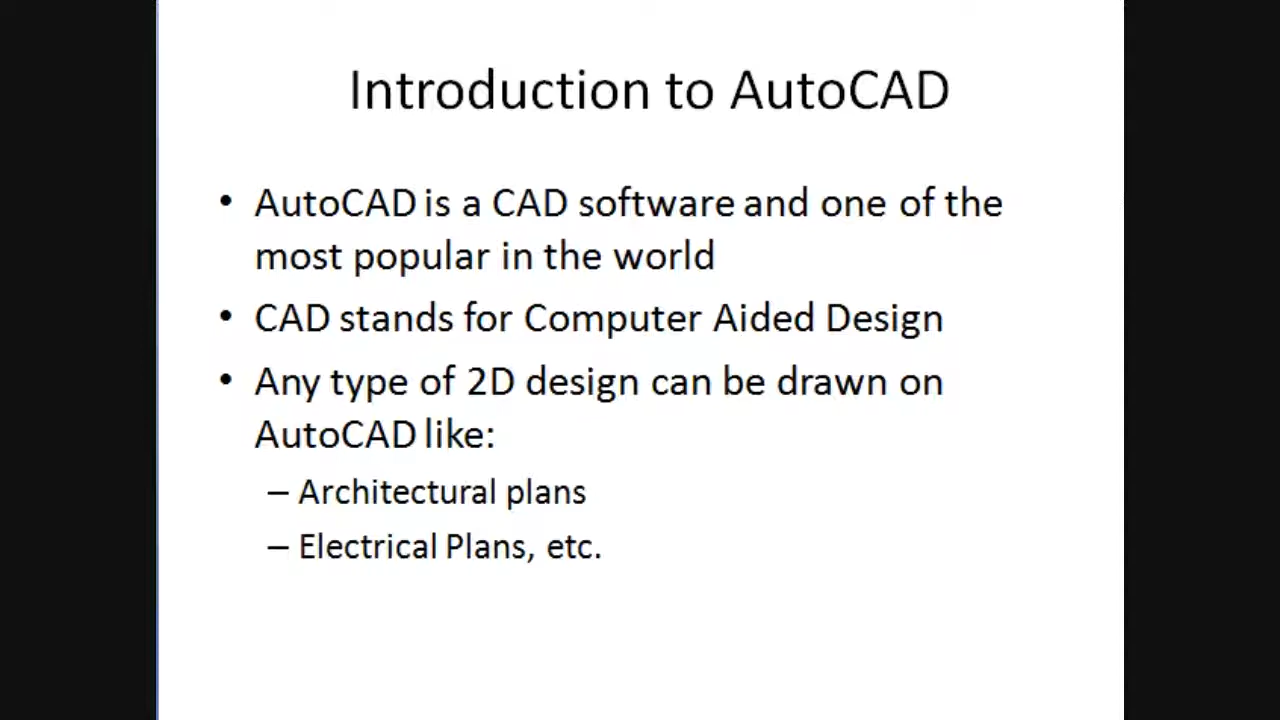 Introduction to AutoCAD
• AutoCAD is a CAD software and one of the
most popular in the world
• CAD stands for Computer Aided Design
• Any type of 2D design can be drawn on
AutoCAD like:
– Architectural plans
– Electrical Plans, etc.